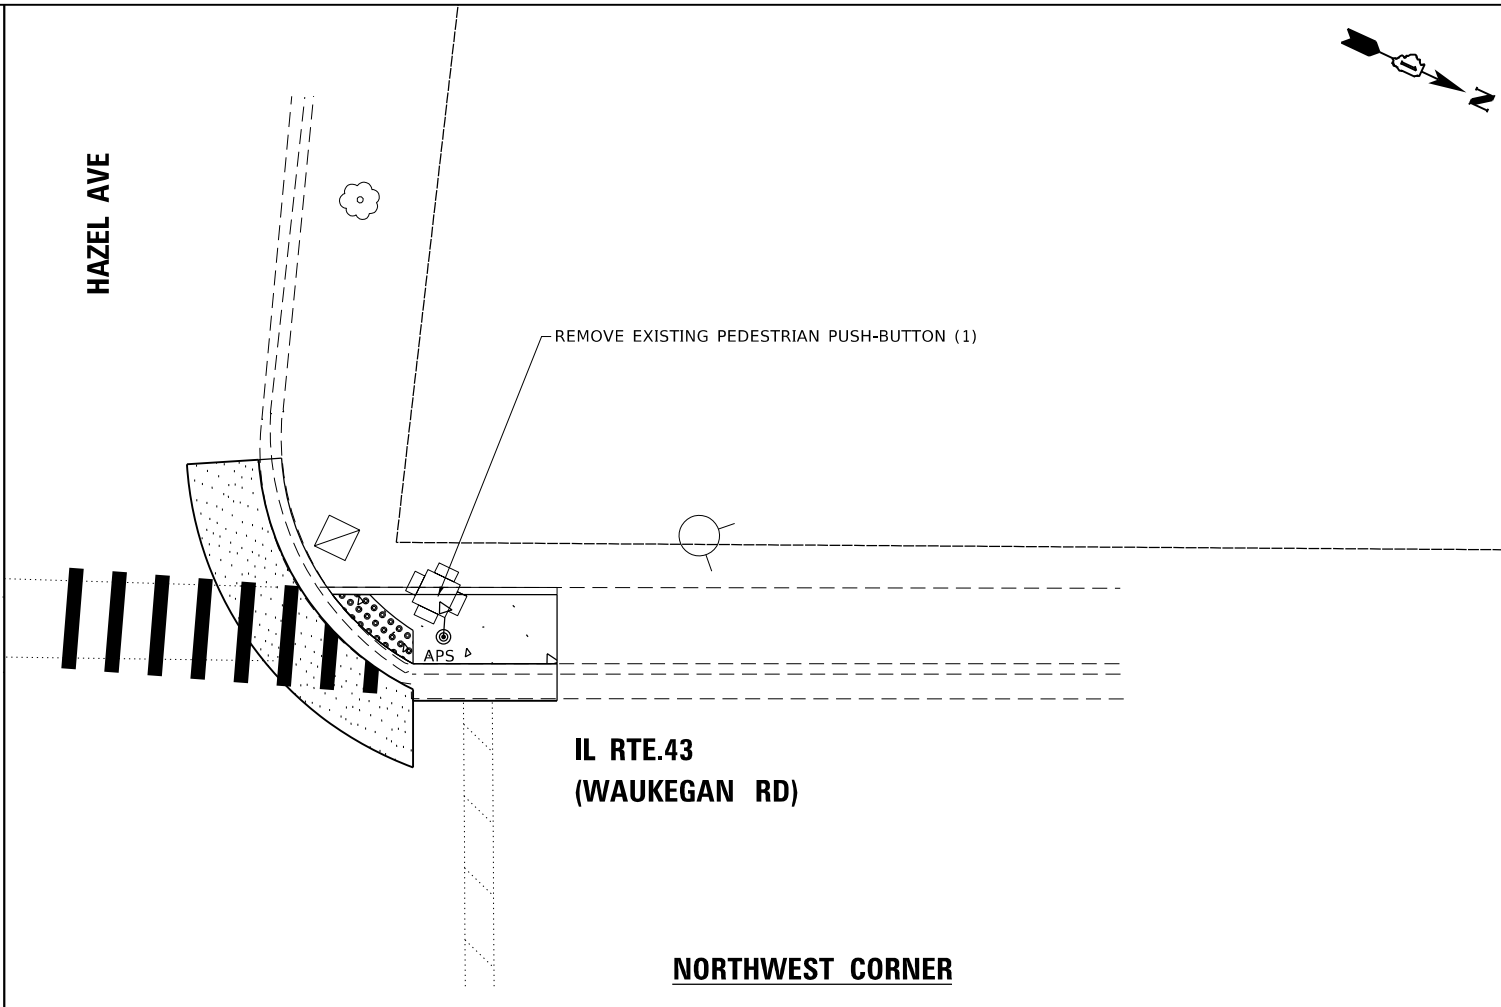 N
HAZEL AVE
REMOVE EXISTING PEDESTRIAN PUSH-BUTTON (1)
APS
IL RTE.43
(WAUKEGAN RD)
NORTHWEST CORNER